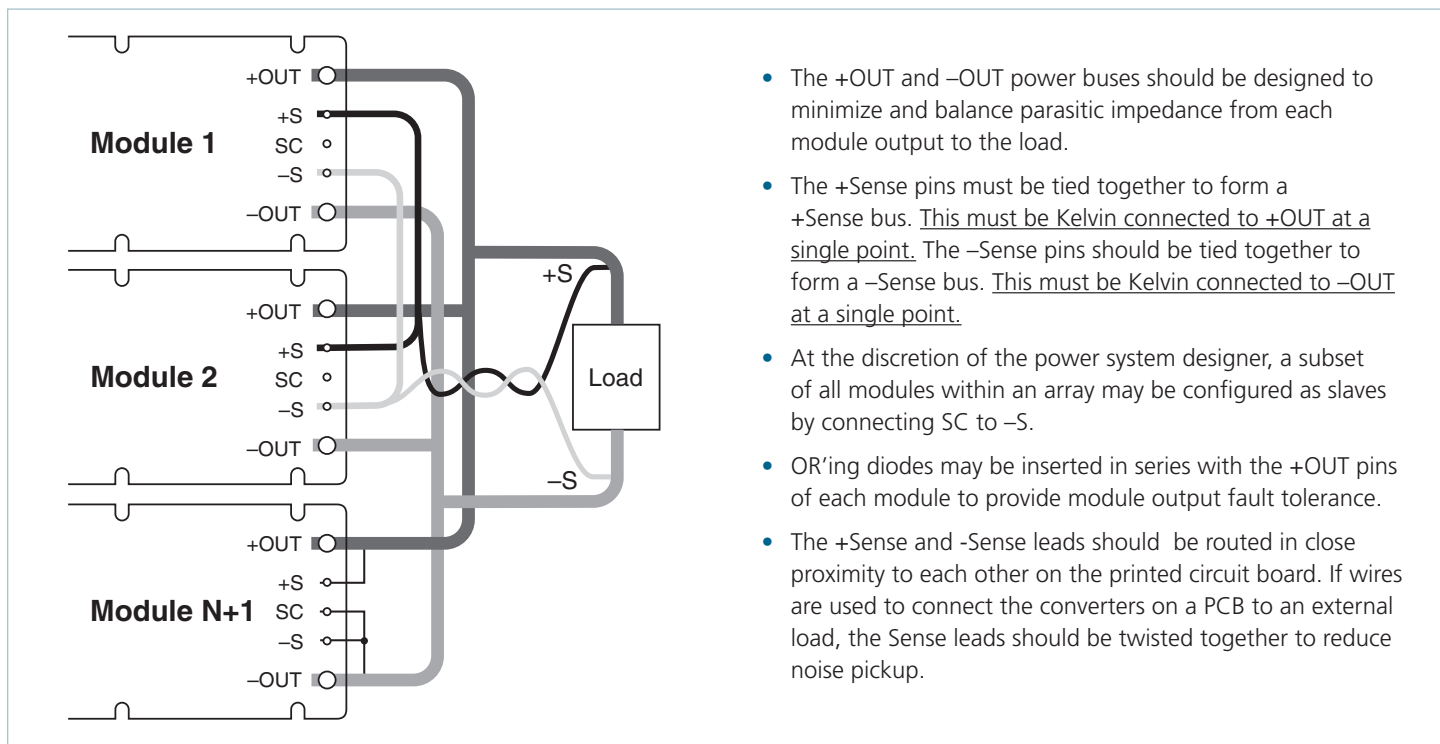 +OUT
+S
Module 1
SC
–S
–OUT
+OUT
+S
Module 2
SC
–S
–OUT
+OUT
+S
Module N+1
SC
–S
–OUT
+S
Load
–S
• The +OUT and –OUT power buses should be designed to
minimize and balance parasitic impedance from each
module output to the load.
• The +Sense pins must be tied together to form a
+Sense bus. This must be Kelvin connected to +OUT at a
single point. The –Sense pins should be tied together to
form a –Sense bus. This must be Kelvin connected to –OUT
at a single point.
• At the discretion of the power system designer, a subset
of all modules within an array may be configured as slaves
by connecting SC to –S.
• OR’ing diodes may be inserted in series with the +OUT pins
of each module to provide module output fault tolerance.
• The +Sense and -Sense leads should be routed in close
proximity to each other on the printed circuit board. If wires
are used to connect the converters on a PCB to an external
load, the Sense leads should be twisted together to reduce
noise pickup.